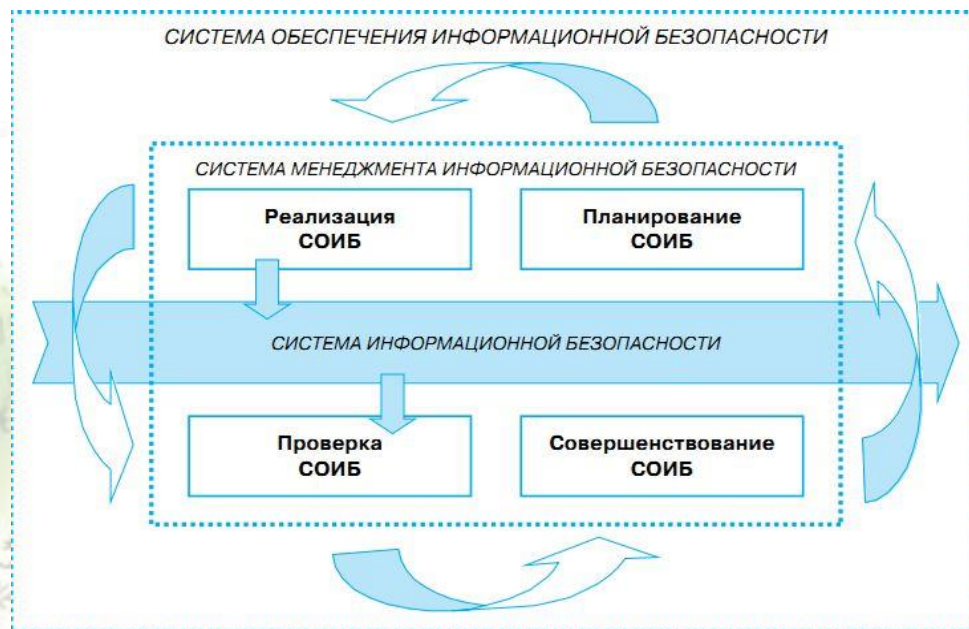 СИСТЕМА ОБЕСПЕЧЕНИЯ ИНФОРМАЦИОННОЙ БЕЗОПАСНОСТИ
СИСТЕМА МЕНЕДЖМЕНТА ИНФОРМАЦИОННОЙ БЕЗОПАСНОСТИ
Реализация
СОИБ
Планирование
СОИБ
СИСТЕМА ИНФОРМАЦИОННОЙ БЕЗОПАСНОСТИ
Проверка
СОИБ
Совершенствование
СОИБ